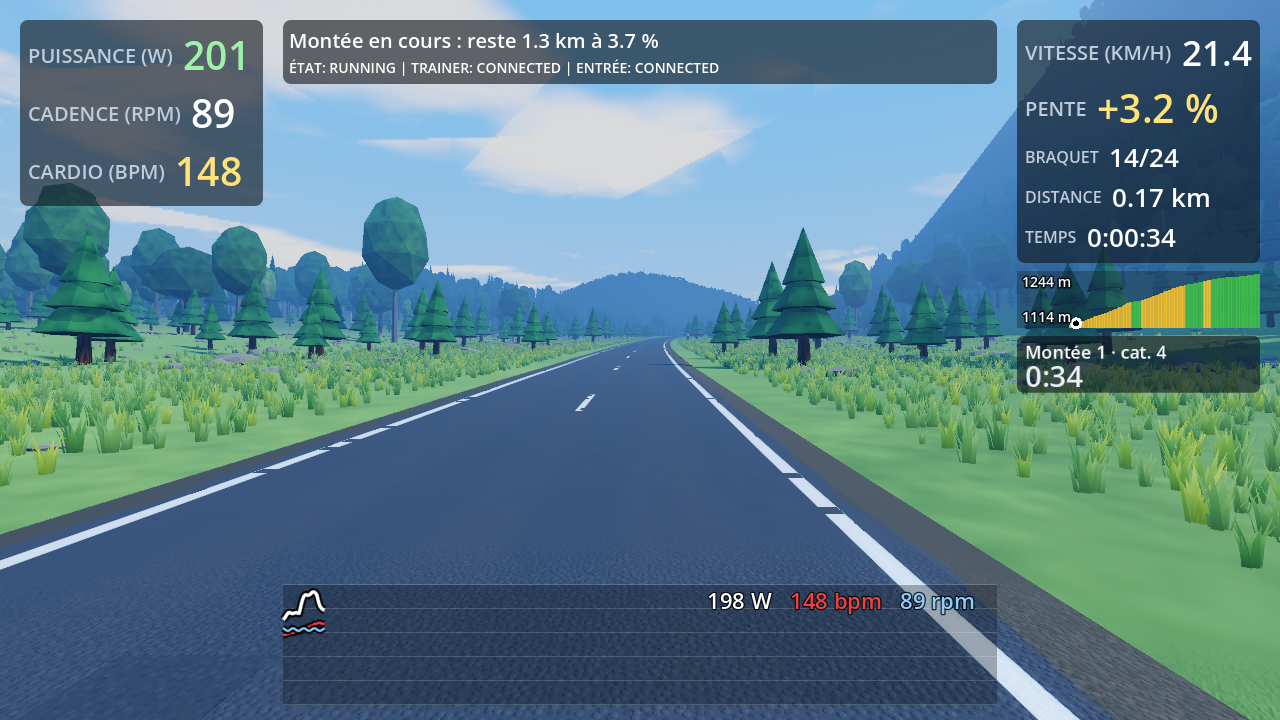 PUISSANCE (W) 201
CADENCE (RPM) 89
CARDIO (BPM) 148
Montée en cours : reste 1.3 km à 3.7 %
ÉTAT: RUNNING | TRAINER: CONNECTED | ENTRÉE: CONNECTED
VITESSE (KM/H) 21.4
PENTE +3.2 %
BRAQUET 14/24
DISTANCE 0.17 km
TEMPS 0:00:34
1244 m
1114 m
Montée 1 · cat. 4
0:34
198 W 148 bpm 89 rpm